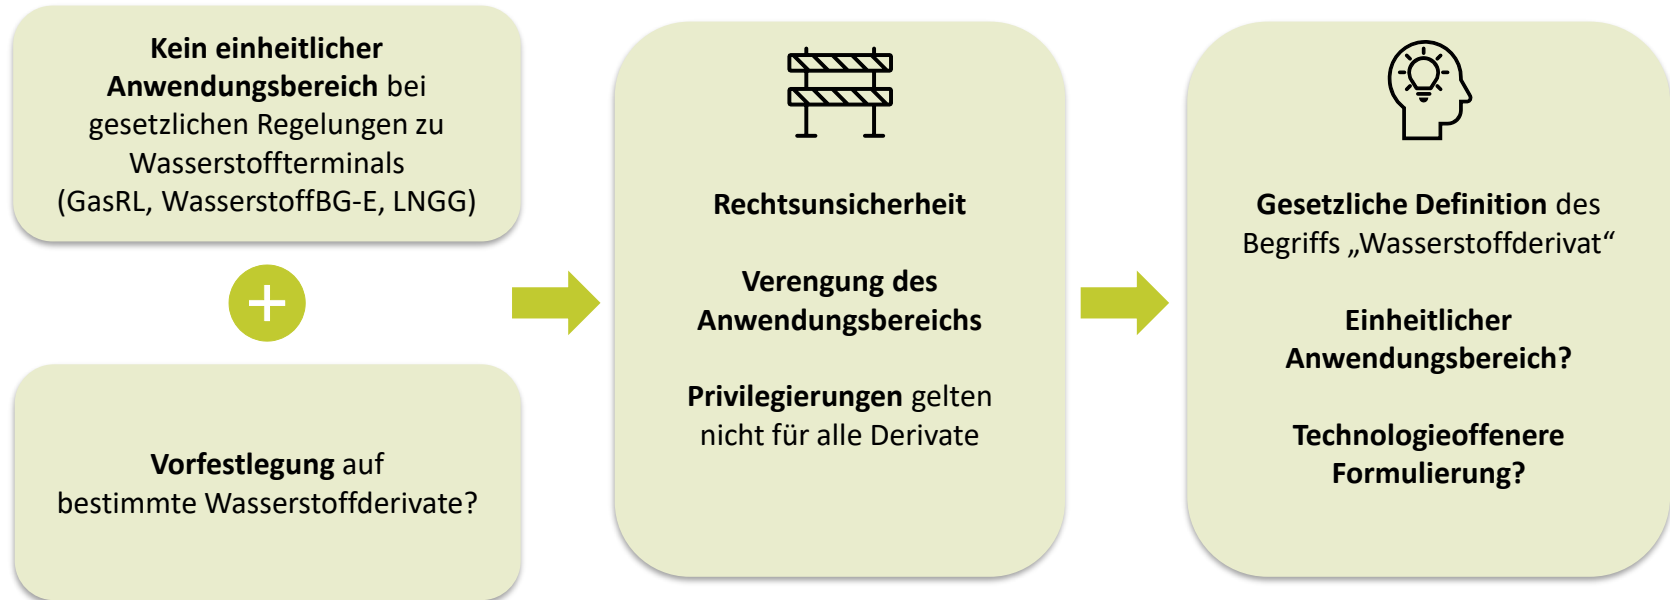 Kein einheitlicher
Anwendungsbereich bei
gesetzlichen Regelungen zu
Wasserstoffterminals
(GasRL, WasserstoffBG-E, LNGG)
Vorfestlegung auf
bestimmte Wasserstoffderivate?
Rechtsunsicherheit
Verengung des
Anwendungsbereichs
Privilegierungen gelten
nicht für alle Derivate
Gesetzliche Definition des
Begriffs „Wasserstoffderivat“
Einheitlicher
Anwendungsbereich?
Technologieoffenere
Formulierung?